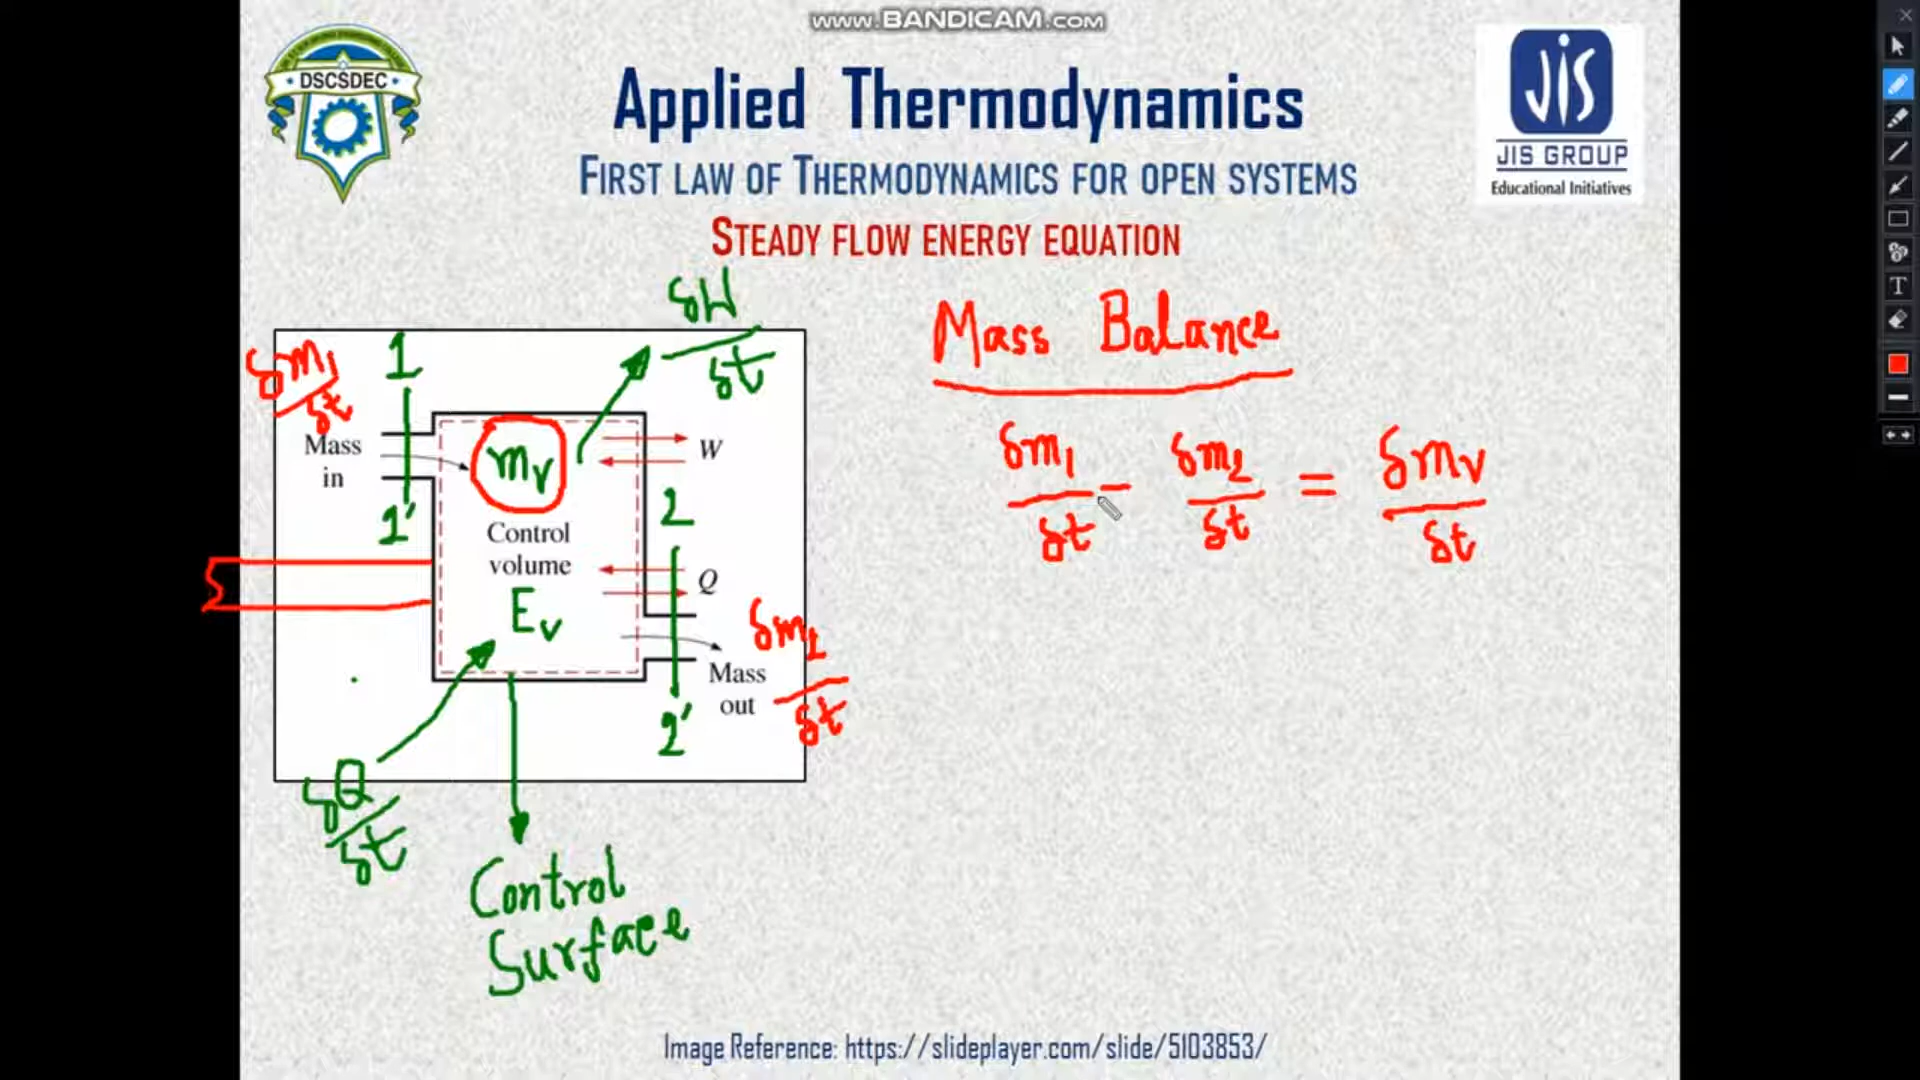 www.BANDICAM.com
DSCSDEC
JIS
JIS GROUP
Educational Initiatives
Applied Thermodynamics
FIRST LAW OF THERMODYNAMICS FOR OPEN SYSTEMS
STEADY FLOW ENERGY EQUATION
δm₁/δt
1
δW/δt
Mass
in
1'
mv
W
Control
volume
Ev
2
Q
δm₂/δt
Mass
out
2'
δQ/δt
Control
Surface
Mass Balance
δm₁/δt - δm₂/δt = δmv/δt
T
Image Reference: https://slideplayer.com/slide/5103853/